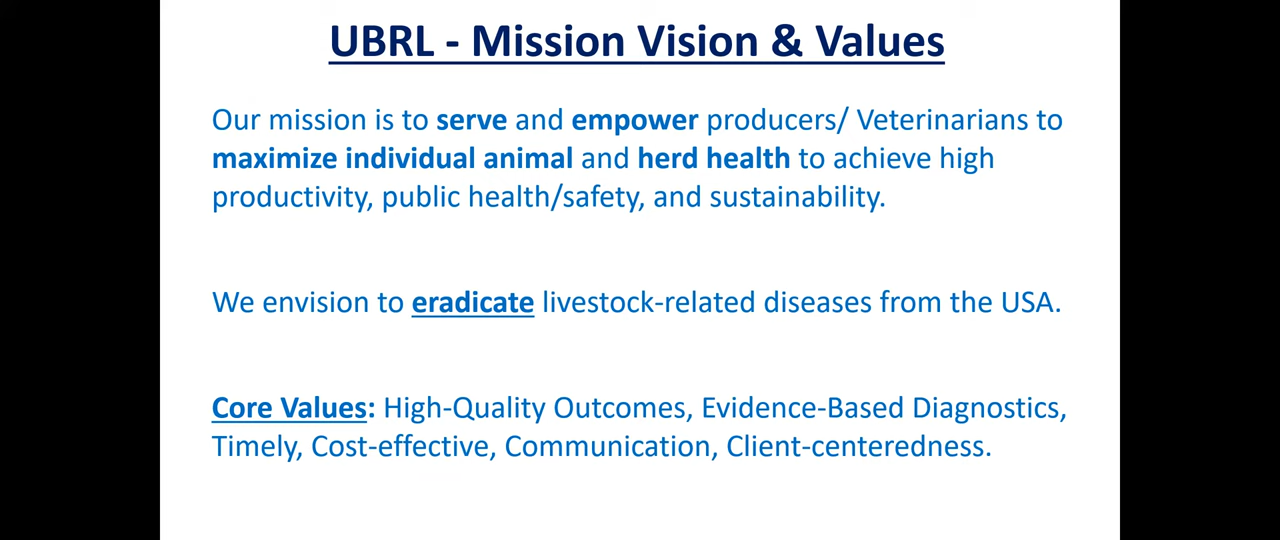 UBRL - Mission Vision & Values
Our mission is to serve and empower producers/ Veterinarians to
maximize individual animal and herd health to achieve high
productivity, public health/safety, and sustainability.
We envision to eradicate livestock-related diseases from the USA.
Core Values: High-Quality Outcomes, Evidence-Based Diagnostics,
Timely, Cost-effective, Communication, Client-centeredness.